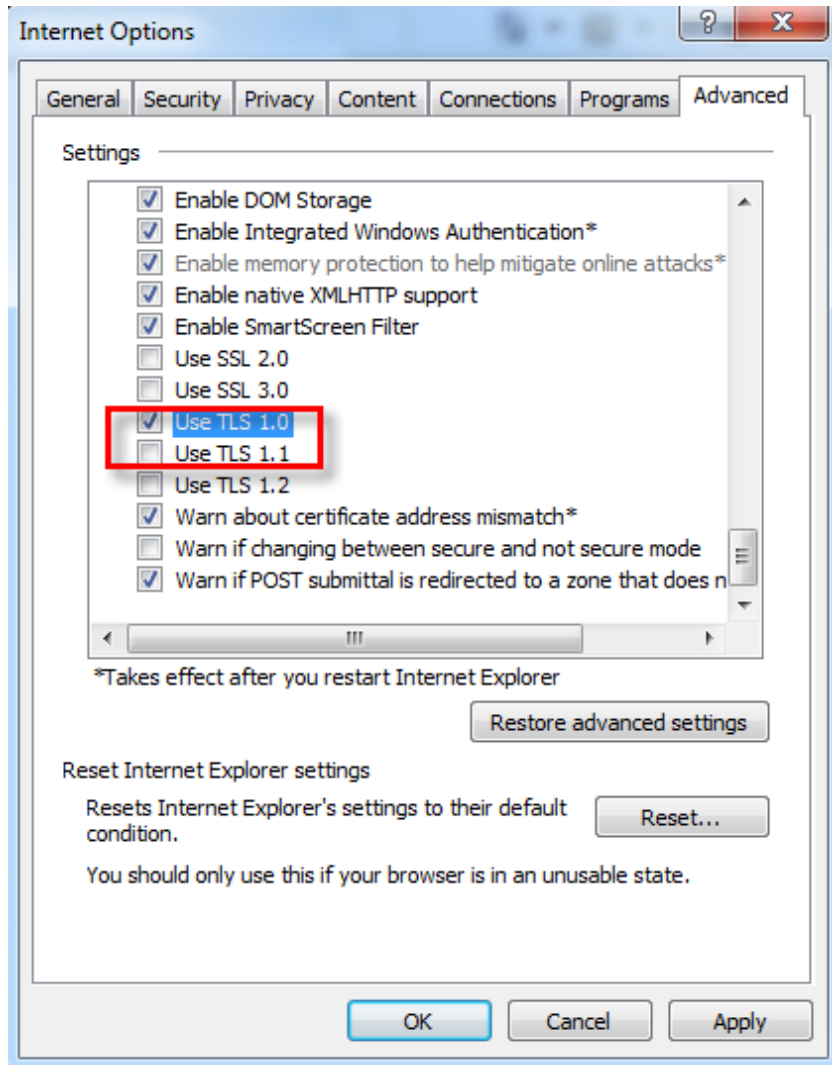 Internet Options
General Security Privacy Content Connections Programs Advanced
Settings
Enable DOM Storage
Enable Integrated Windows Authentication*
Enable memory protection to help mitigate online attacks*
Enable native XMLHTTP support
Enable SmartScreen Filter
Use SSL 2.0
Use SSL 3.0
Use TLS 1.0
Use TLS 1.1
Use TLS 1.2
Warn about certificate address mismatch*
Warn if changing between secure and not secure mode
Warn if POST submittal is redirected to a zone that does n
*Takes effect after you restart Internet Explorer
Restore advanced settings
Reset Internet Explorer settings
Resets Internet Explorer's settings to their default
condition.
Reset...
You should only use this if your browser is in an unusable state.
OK Cancel Apply